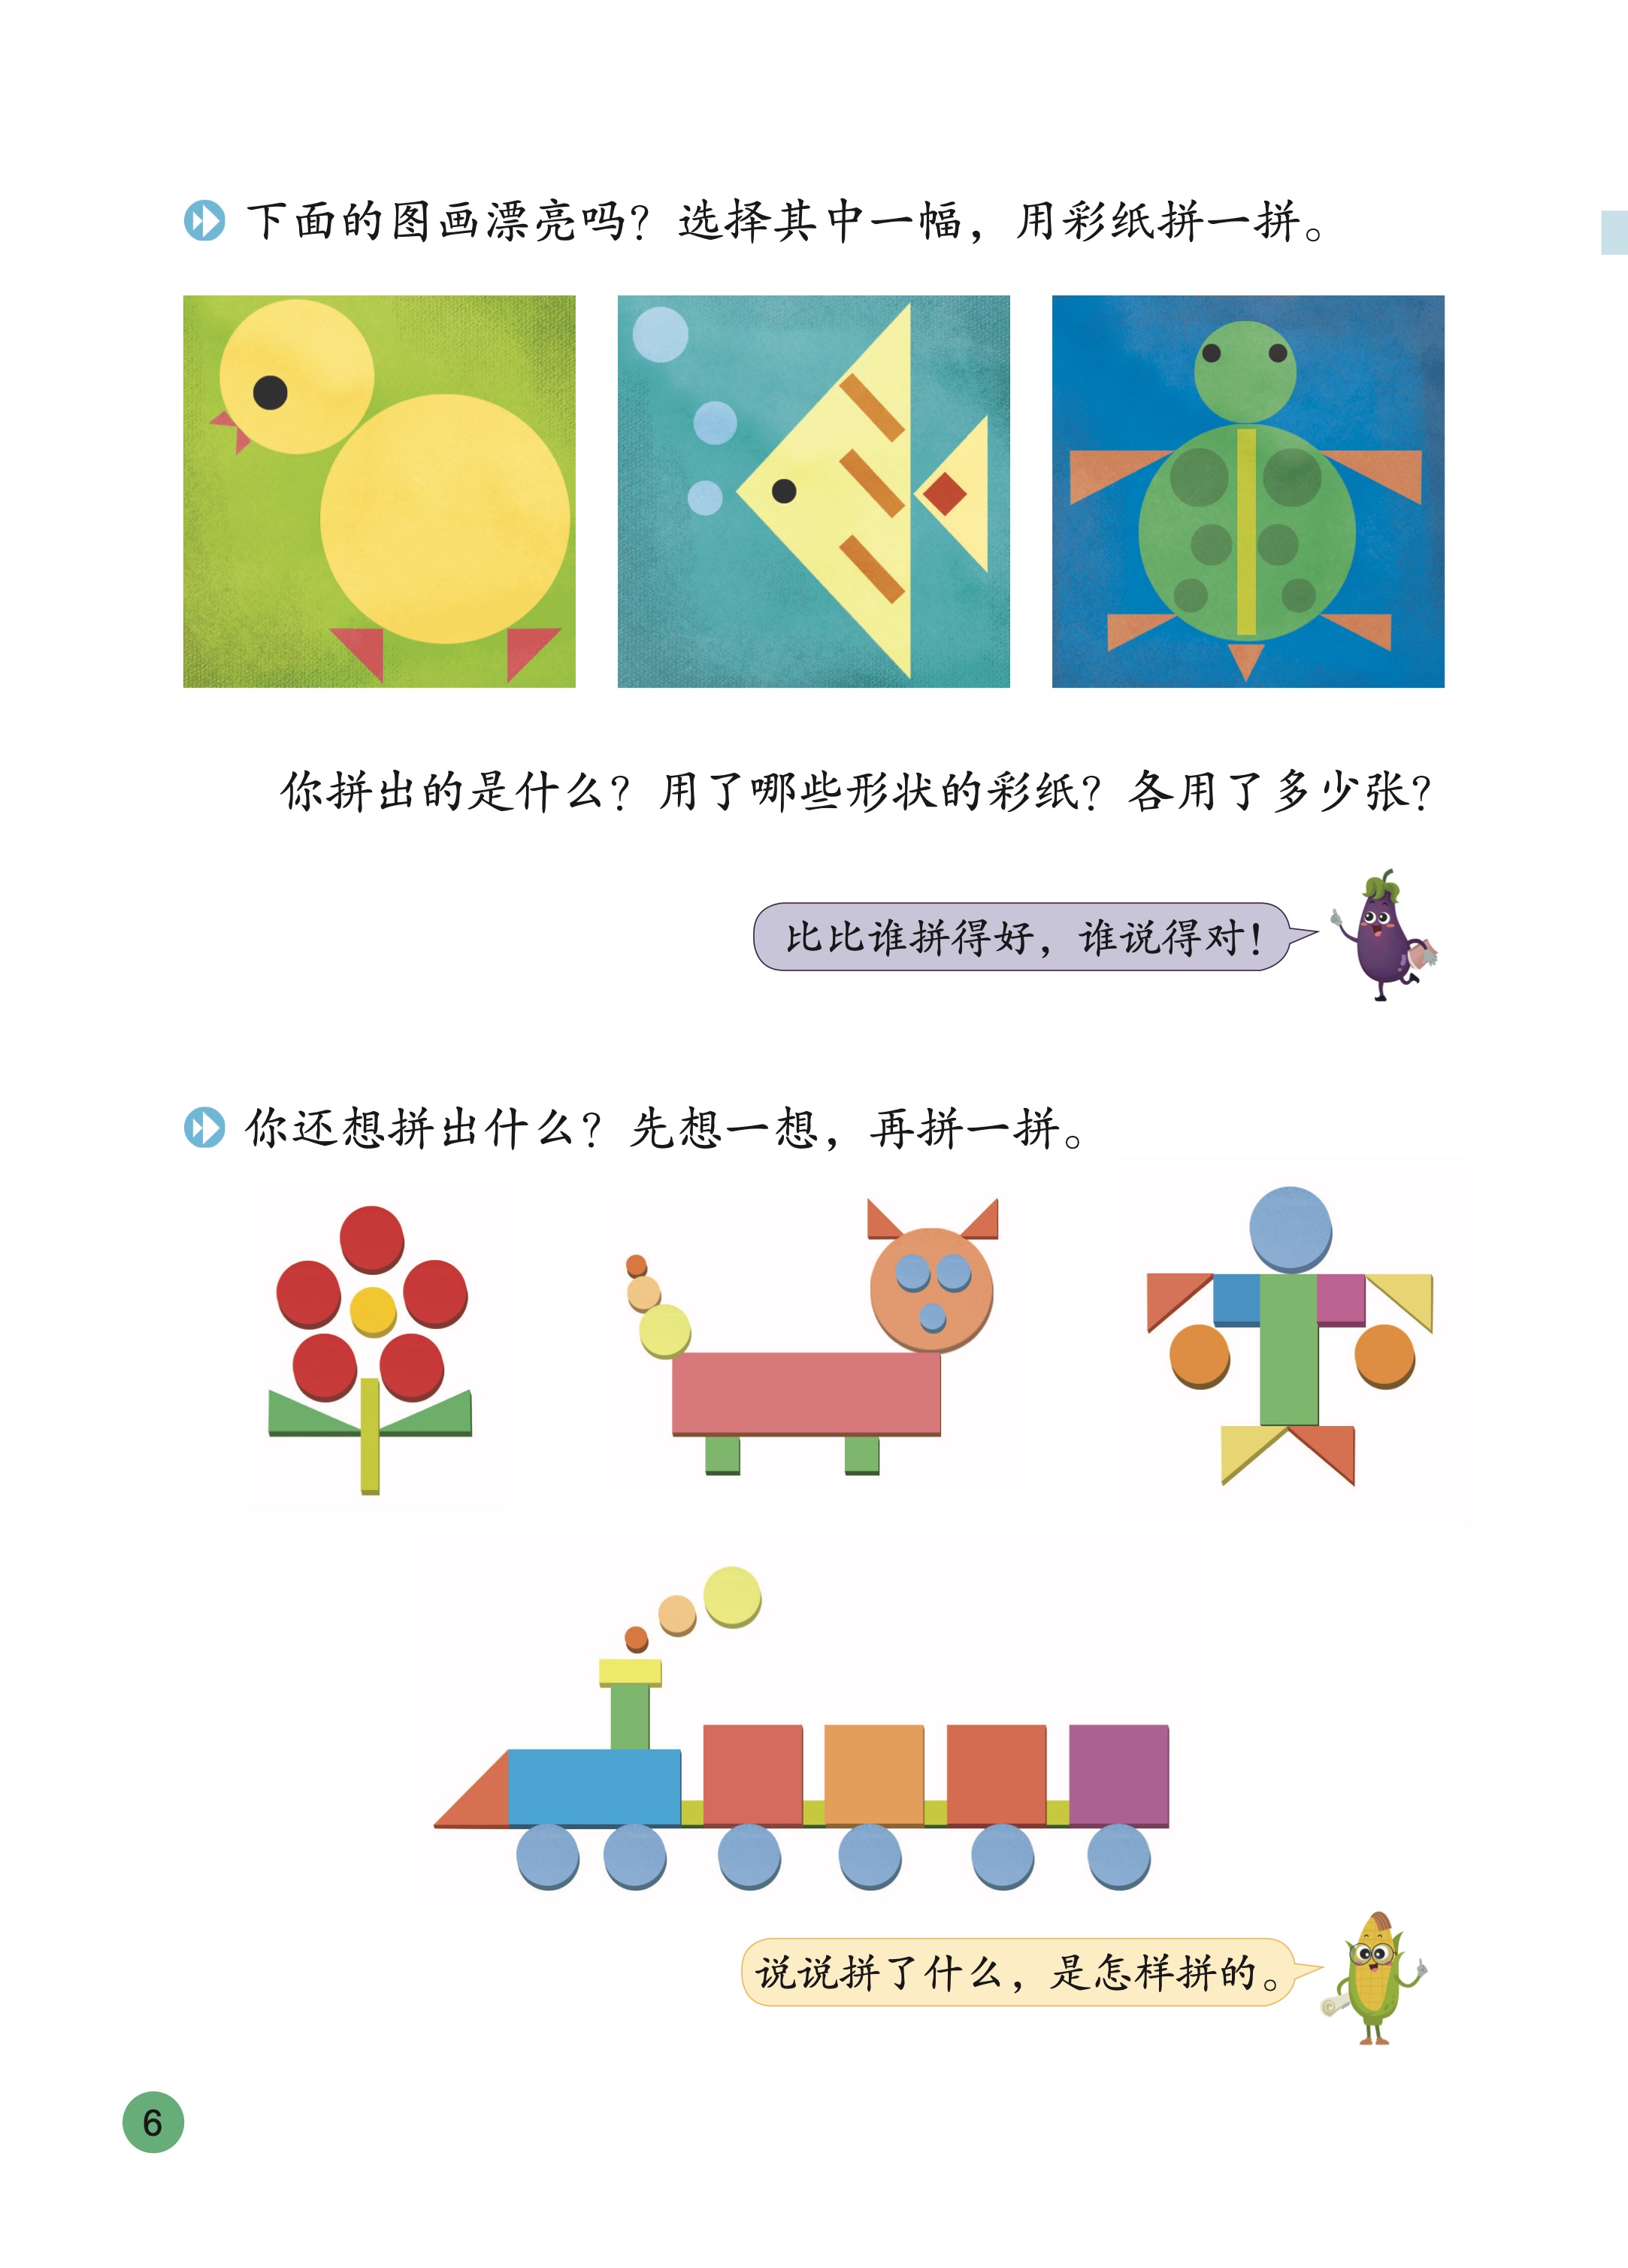 下面的图画漂亮吗？选择其中一幅，用彩纸拼一拼。
你拼出的是什么？用了哪些形状的彩纸？各用了多少张？
比比谁拼得好，谁说得对！
你还想拼出什么？先想一想，再拼一拼。
说说拼了什么，是怎样拼的。
6